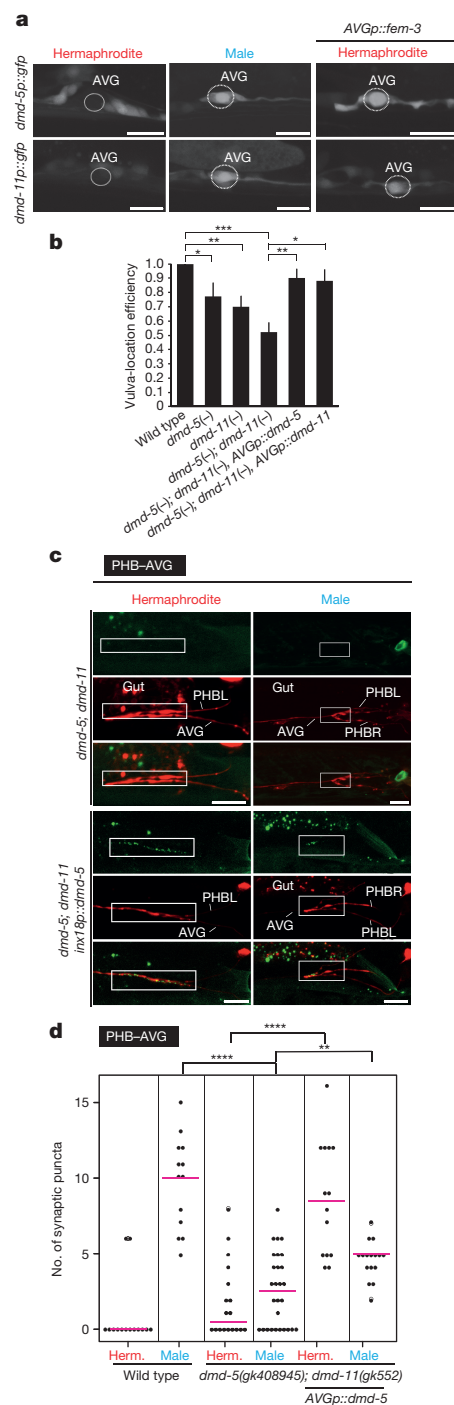 a
AVGp::fem-3
Hermaphrodite
Male
Hermaphrodite
dmd-5p::gfp
AVG
AVG
AVG
dmd-11p::gfp
AVG
AVG
AVG
b
***
**
*
*
**
Vulva-location efficiency
1.0
0.9
0.8
0.7
0.6
0.5
0.4
0.3
0.2
0.1
0
Wild type
dmd-5(–)
dmd-11(–)
dmd-5(–); dmd-11(–)
dmd-5(–); dmd-11(–), AVGp::dmd-5
dmd-5(–); dmd-11(–), AVGp::dmd-11
c
PHB–AVG
Hermaphrodite
Male
dmd-5; dmd-11
Gut
PHBL
AVG
Gut
PHBL
AVG
PHBR
dmd-5; dmd-11
inx18p::dmd-5
PHBL
AVG
Gut
PHBR
AVG
PHBL
d
PHB–AVG
****
****
**
No. of synaptic puncta
15
10
5
0
Herm.
Male
Herm.
Male
Herm.
Male
Wild type
dmd-5(gk408945); dmd-11(gk552)
AVGp::dmd-5